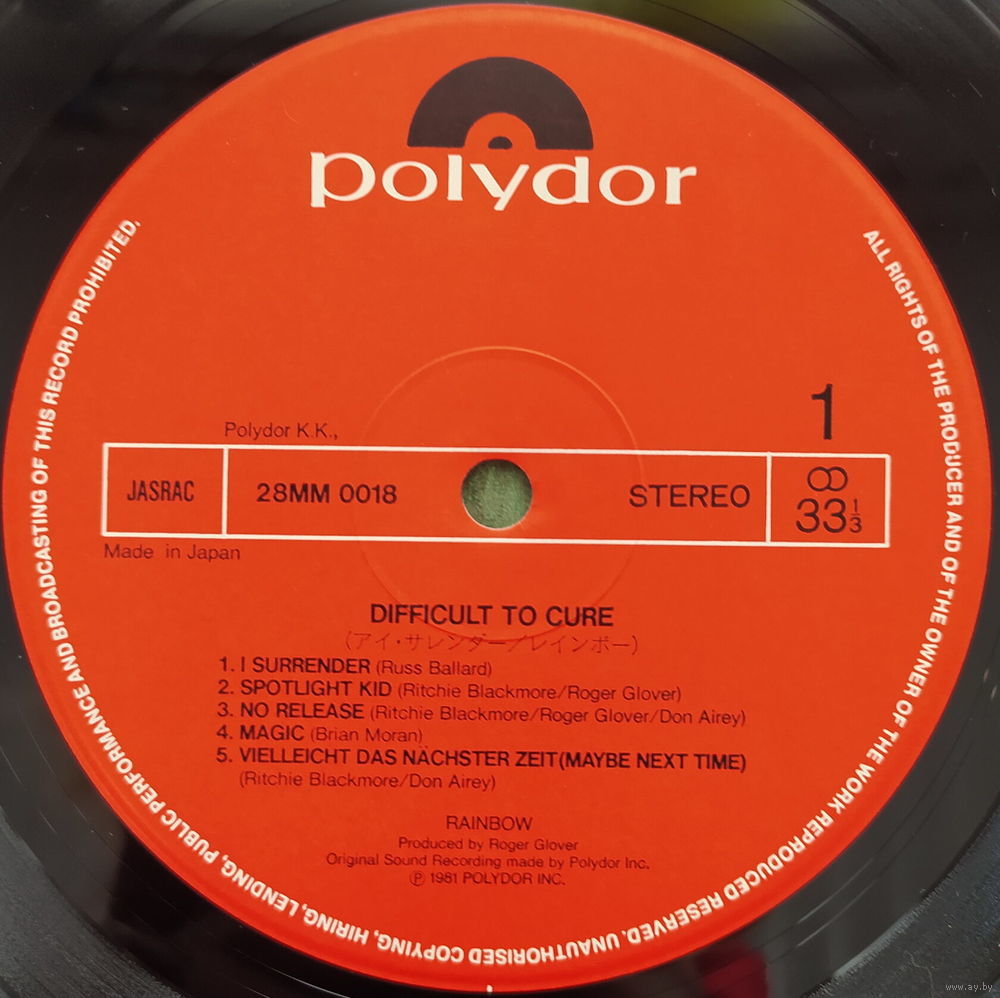 polydor
ALL RIGHTS OF THE PRODUCER AND OF THE OWNER OF THE WORK REPRODUCED RESERVED. UNAUTHORISED COPYING, HIRING, LENDING, PUBLIC PERFORMANCE AND BROADCASTING OF THIS RECORD PROHIBITED.
1
Polydor K.K.,
JASRAC 28MM 0018 STEREO 33 1/3
Made in Japan
DIFFICULT TO CURE
(アイ・サレンダー/レインボー)
1. I SURRENDER (Russ Ballard)
2. SPOTLIGHT KID (Ritchie Blackmore/Roger Glover)
3. NO RELEASE (Ritchie Blackmore/Roger Glover/Don Airey)
4. MAGIC (Brian Moran)
5. VIELLEICHT DAS NÄCHSTER ZEIT(MAYBE NEXT TIME)
(Ritchie Blackmore/Don Airey)
RAINBOW
Produced by Roger Glover
Original Sound Recording made by Polydor Inc.
℗ 1981 POLYDOR INC.
www.ay.by